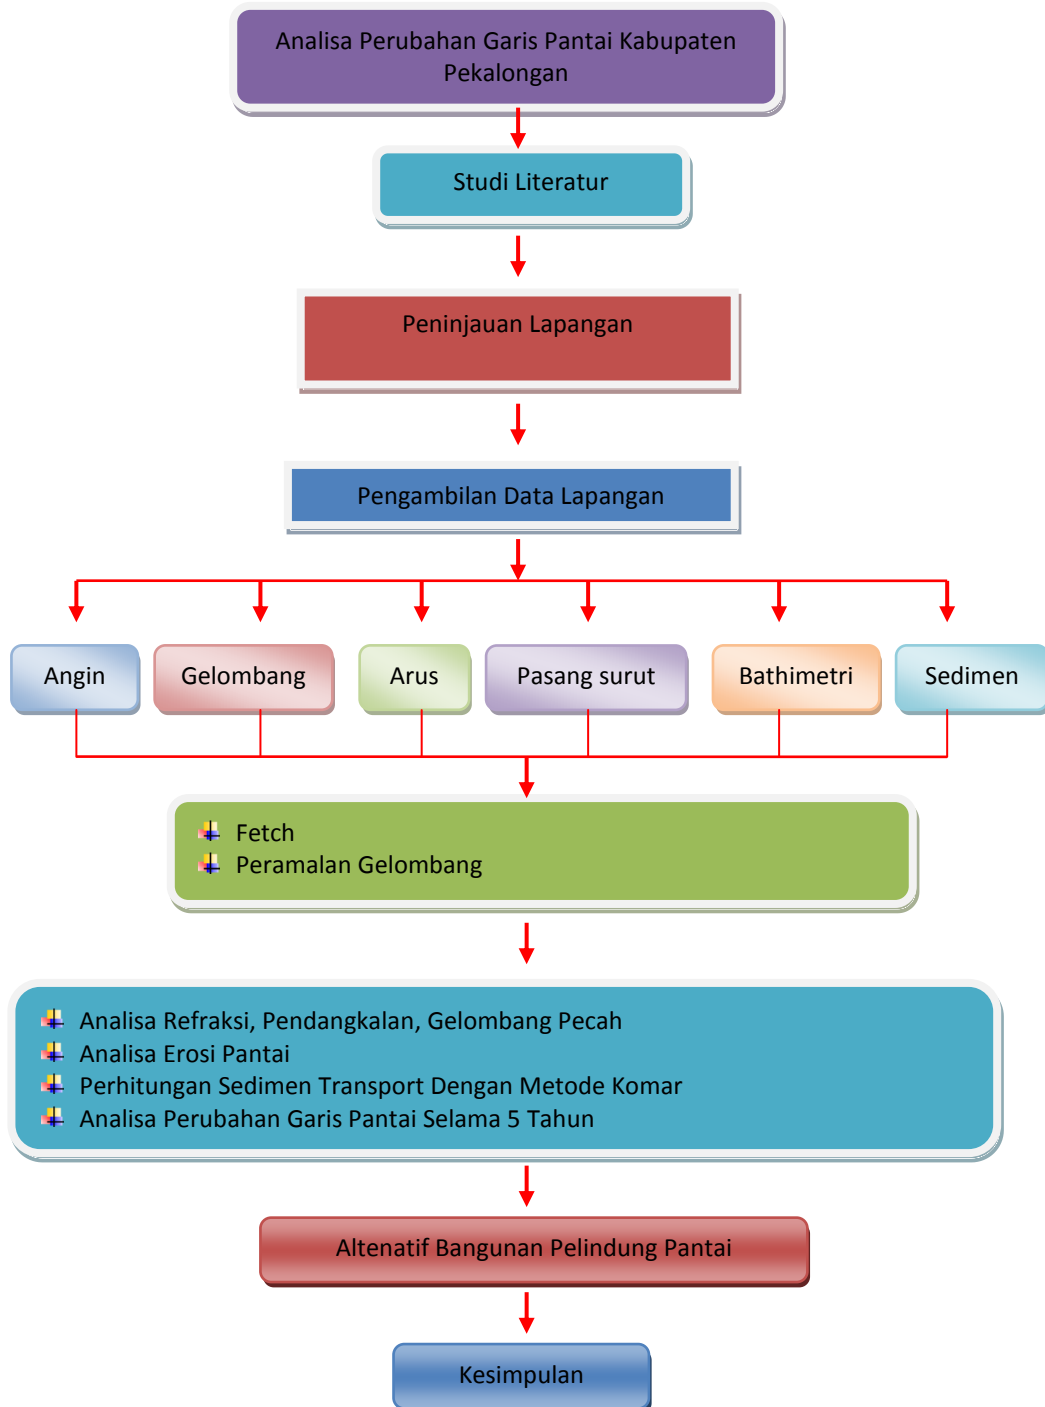 Analisa Perubahan Garis Pantai Kabupaten
Pekalongan
Studi Literatur
Peninjauan Lapangan
Pengambilan Data Lapangan
Angin
Gelombang
Arus
Pasang surut
Bathimetri
Sedimen
Fetch
Peramalan Gelombang
Analisa Refraksi, Pendangkalan, Gelombang Pecah
Analisa Erosi Pantai
Perhitungan Sedimen Transport Dengan Metode Komar
Analisa Perubahan Garis Pantai Selama 5 Tahun
Altenatif Bangunan Pelindung Pantai
Kesimpulan